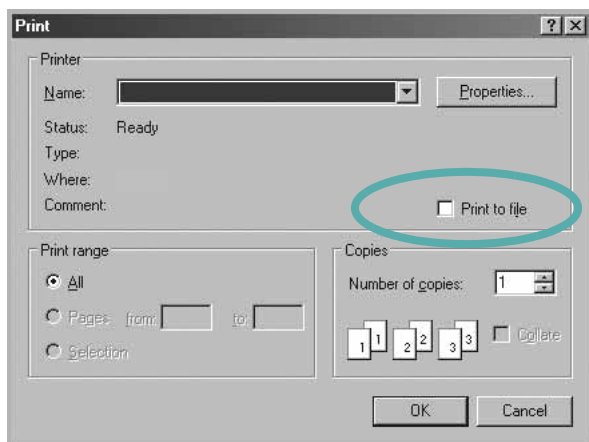 Print
Printer
Name: Properties...
Status: Ready
Type:
Where:
Comment: Print to file
Print range
All
Pages from: to:
Selection
Copies
Number of copies: 1
1 1 2 2 3 3 Collate
OK Cancel